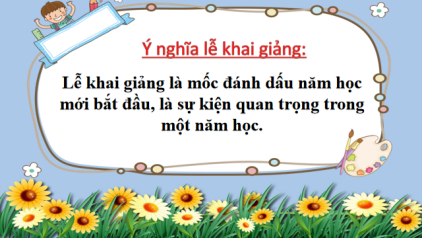 Ý nghĩa lễ khai giảng:
Lễ khai giảng là mốc đánh dấu năm học
mới bắt đầu, là sự kiện quan trọng trong
một năm học.